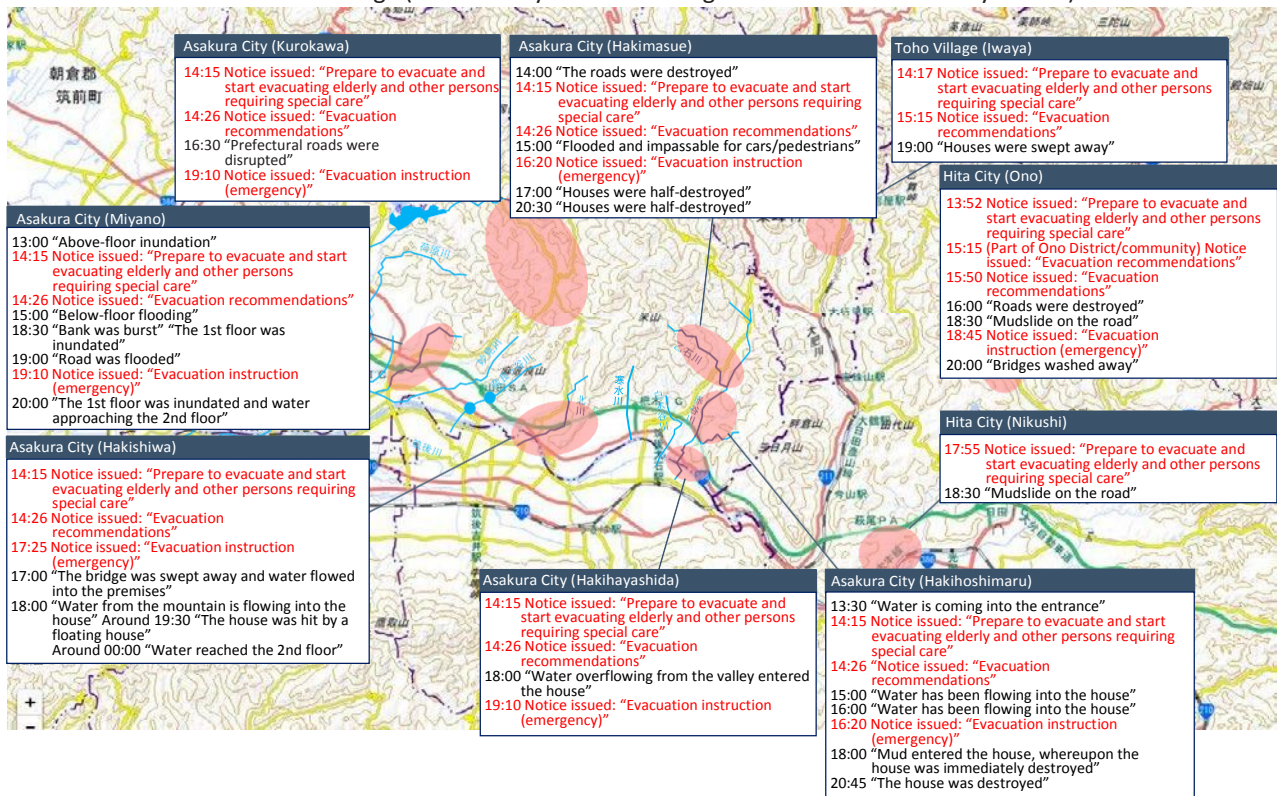 Asakura City (Kurokawa)
14:15 Notice issued: “Prepare to evacuate and
start evacuating elderly and other persons
requiring special care”
14:26 Notice issued: “Evacuation
recommendations”
16:30 “Prefectural roads were
disrupted”
19:10 Notice issued: “Evacuation instruction
(emergency)”
Asakura City (Hakimasue)
14:00 “The roads were destroyed”
14:15 Notice issued: “Prepare to evacuate and start
evacuating elderly and other persons requiring
special care”
14:26 Notice issued: “Evacuation recommendations”
15:00 “Flooded and impassable for cars/pedestrians”
16:20 Notice issued: “Evacuation instruction
(emergency)”
17:00 “Houses were half-destroyed”
20:30 “Houses were half-destroyed”
Toho Village (Iwaya)
14:17 Notice issued: “Prepare to evacuate and
start evacuating elderly and other persons
requiring special care”
15:15 Notice issued: “Evacuation
recommendations”
19:00 “Houses were swept away”
Asakura City (Miyano)
13:00 “Above-floor inundation”
14:15 Notice issued: “Prepare to evacuate and start
evacuating elderly and other persons
requiring special care”
14:26 Notice issued: “Evacuation recommendations”
15:00 “Below-floor flooding”
18:30 “Bank was burst” “The 1st floor was
inundated”
19:00 “Road was flooded”
19:10 Notice issued: “Evacuation instruction
(emergency)”
20:00 “The 1st floor was inundated and water
approaching the 2nd floor”
Hita City (Ono)
13:52 Notice issued: “Prepare to evacuate and
start evacuating elderly and other persons
requiring special care”
15:15 (Part of Ono District/community) Notice
issued: “Evacuation recommendations”
15:50 Notice issued: “Evacuation
recommendations”
16:00 “Roads were destroyed”
18:30 “Mudslide on the road”
18:45 Notice issued: “Evacuation
instruction (emergency)”
20:00 “Bridges washed away”
Asakura City (Hakishiwa)
14:15 Notice issued: “Prepare to evacuate and start
evacuating elderly and other persons requiring
special care”
14:26 Notice issued: “Evacuation
recommendations”
17:25 Notice issued: “Evacuation instruction
(emergency)”
17:00 “The bridge was swept away and water flowed
into the premises”
18:00 “Water from the mountain is flowing into the
house” Around 19:30 “The house was hit by a
floating house”
Around 00:00 “Water reached the 2nd floor”
Hita City (Nikushi)
17:55 Notice issued: “Prepare to evacuate and
start evacuating elderly and other persons
requiring special care”
18:30 “Mudslide on the road”
Asakura City (Hakihayashida)
14:15 Notice issued: “Prepare to evacuate and
start evacuating elderly and other persons
requiring special care”
14:26 Notice issued: “Evacuation
recommendations”
18:00 “Water overflowing from the valley entered
the house”
19:10 Notice issued: “Evacuation instruction
(emergency)”
Asakura City (Hakihoshimaru)
13:30 “Water is coming into the entrance”
14:15 Notice issued: “Prepare to evacuate and start
evacuating elderly and other persons requiring
special care”
14:26 “Notice issued: “Evacuation
recommendations”
15:00 “Water has been flowing into the house”
16:00 “Water has been flowing into the house”
16:20 Notice issued: “Evacuation instruction
(emergency)”
18:00 “Mud entered the house, whereupon the
house was immediately destroyed”
20:45 “The house was destroyed”
朝倉郡
筑前町
米山
大鶴駅
今山駅
萩尾PA
日田
210
211
210
386
+
−